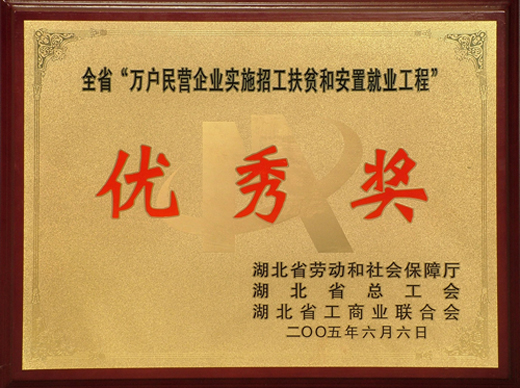 全省“万户民营企业实施招工扶贫和安置就业工程”
优秀奖
湖北省劳动和社会保障厅
湖北省总工会
湖北省工商业联合会
二〇〇五年六月六日